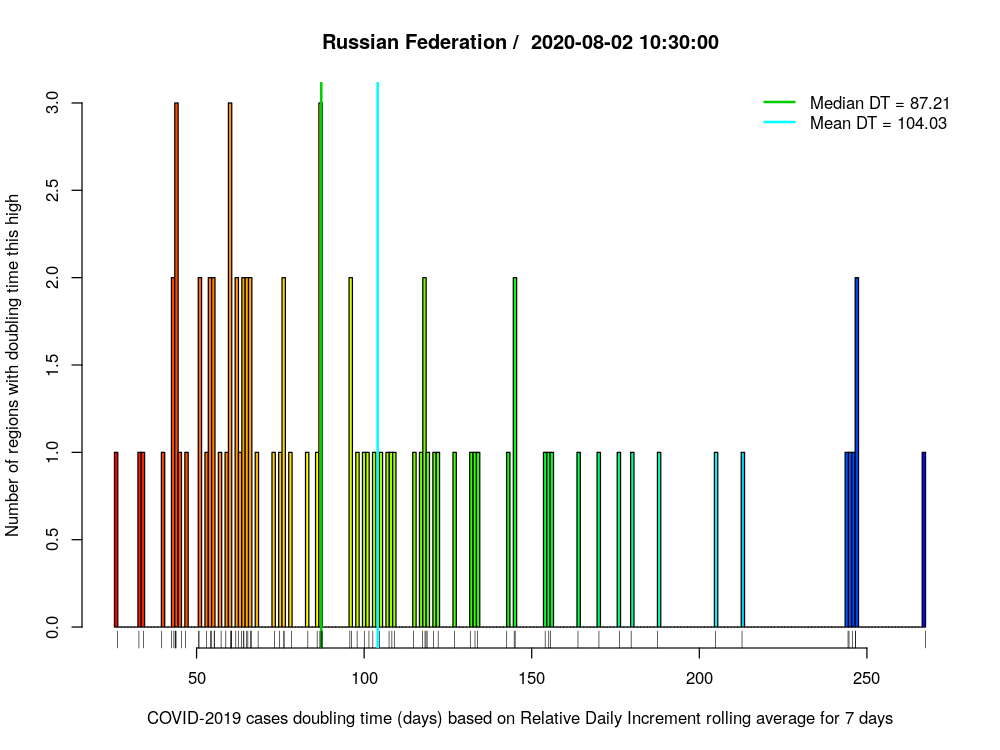 Russian Federation /  2020-08-02 10:30:00
Median DT = 87.21
Mean DT = 104.03
Number of regions with doubling time this high
3.0
2.5
2.0
1.5
1.0
0.5
0.0
50 100 150 200 250
COVID-2019 cases doubling time (days) based on Relative Daily Increment rolling average for 7 days